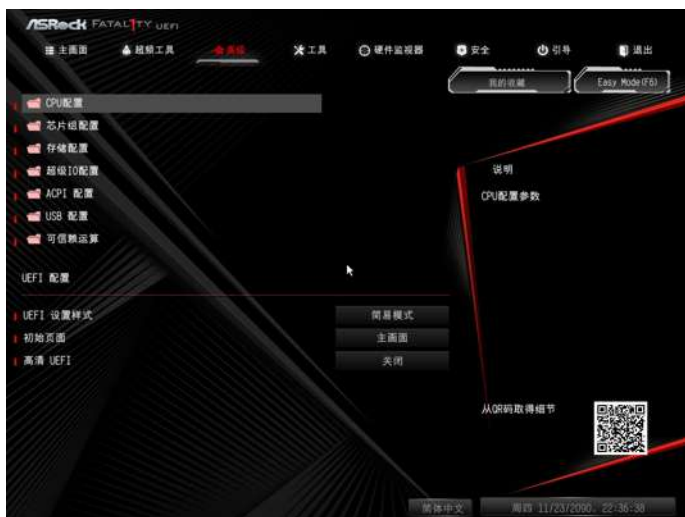 ASRock FATAL1TY UEFI
主画面 超频工具 高级 工具 硬件监视器 安全 引导 退出
我的收藏 Easy Mode(F6)
CPU配置
芯片组配置
存储配置
超级IO配置
ACPI 配置
USB 配置
可信赖运算
说明
CPU配置参数
UEFI 配置
UEFI 设置样式 简易模式
初始页面 主画面
高清 UEFI 关闭
从QR码取得细节
简体中文 周四 11/23/2090. 22:36:38